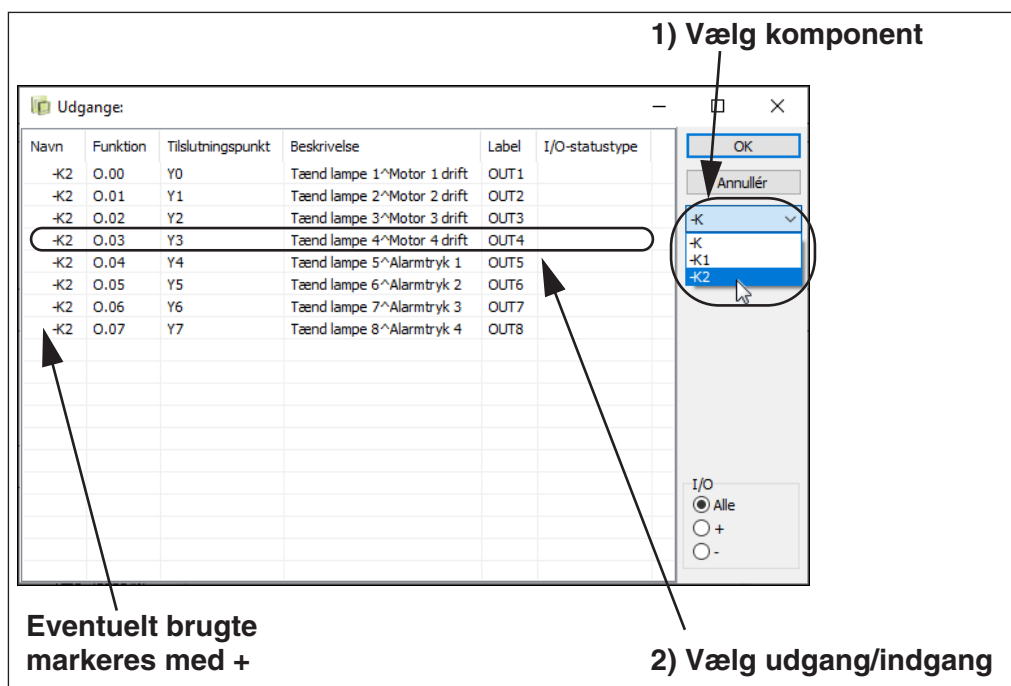 1) Vælg komponent
Udgange:
Navn Funktion Tilslutningspunkt Beskrivelse Label I/O-statustype
-K2 O.00 Y0 Tænd lampe 1^Motor 1 drift OUT1
-K2 O.01 Y1 Tænd lampe 2^Motor 2 drift OUT2
-K2 O.02 Y2 Tænd lampe 3^Motor 3 drift OUT3
-K2 O.03 Y3 Tænd lampe 4^Motor 4 drift OUT4
-K2 O.04 Y4 Tænd lampe 5^Alarmtryk 1 OUT5
-K2 O.05 Y5 Tænd lampe 6^Alarmtryk 2 OUT6
-K2 O.06 Y6 Tænd lampe 7^Alarmtryk 3 OUT7
-K2 O.07 Y7 Tænd lampe 8^Alarmtryk 4 OUT8
OK
Annullér
-K
-K
-K1
-K2
I/O
Alle
+
-
Eventuelt brugte
markeres med +
2) Vælg udgang/indgang